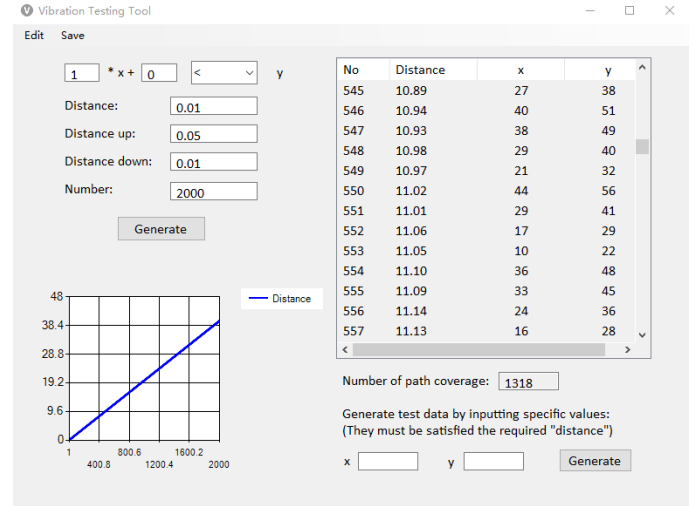 V Vibration Testing Tool
Edit Save
1 * x + 0 < y
Distance: 0.01
Distance up: 0.05
Distance down: 0.01
Number: 2000
Generate
No Distance x y
545 10.89 27 38
546 10.94 40 51
547 10.93 38 49
548 10.98 29 40
549 10.97 21 32
550 11.02 44 56
551 11.01 29 41
552 11.06 17 29
553 11.05 10 22
554 11.10 36 48
555 11.09 33 45
556 11.14 24 36
557 11.13 16 28
Distance
48
38.4
28.8
19.2
9.6
0
1 800.6 1600.2
400.8 1200.4 2000
Number of path coverage: 1318
Generate test data by inputting specific values:
(They must be satisfied the required "distance")
x y Generate